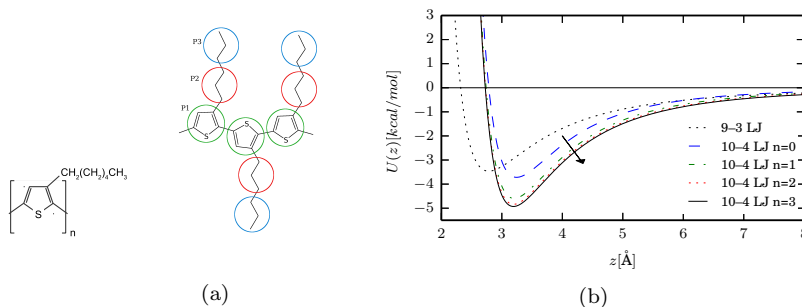 P3
P2
P1
S
S
S
CH₂(CH₂)₄CH₃
S
n
(a)
U(z)[kcal/mol]
3
2
1
0
−1
−2
−3
−4
−5
−6
2
3
4
5
6
7
8
z[Å]
9–3 LJ
10–4 LJ n=0
10–4 LJ n=1
10–4 LJ n=2
10–4 LJ n=3
(b)